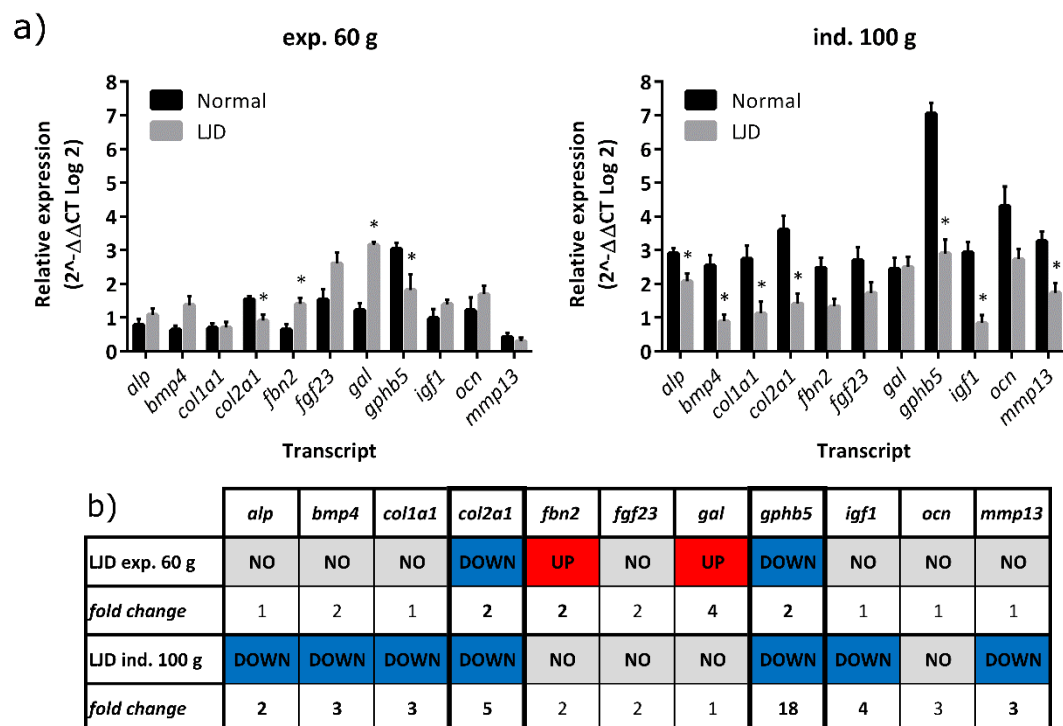 a)
exp. 60 g
Relative expression
(2^-ΔΔCT Log 2)
8
7
6
5
4
3
2
1
0
Normal
LJD
*
*
*
*
alp
bmp4
col1a1
col2a1
fbn2
fgf23
gal
gphb5
igf1
ocn
mmp13
Transcript
ind. 100 g
Relative expression
(2^-ΔΔCT Log 2)
8
7
6
5
4
3
2
1
0
Normal
LJD
*
*
*
*
*
*
*
alp
bmp4
col1a1
col2a1
fbn2
fgf23
gal
gphb5
igf1
ocn
mmp13
Transcript
b)
alp bmp4 col1a1 col2a1 fbn2 fgf23 gal gphb5 igf1 ocn mmp13
LJD exp. 60 g NO NO NO DOWN UP NO UP DOWN NO NO NO
fold change 1 2 1 2 2 2 4 2 1 1 1
LJD ind. 100 g DOWN DOWN DOWN DOWN NO NO NO DOWN DOWN NO DOWN
fold change 2 3 3 5 2 2 1 18 4 3 3